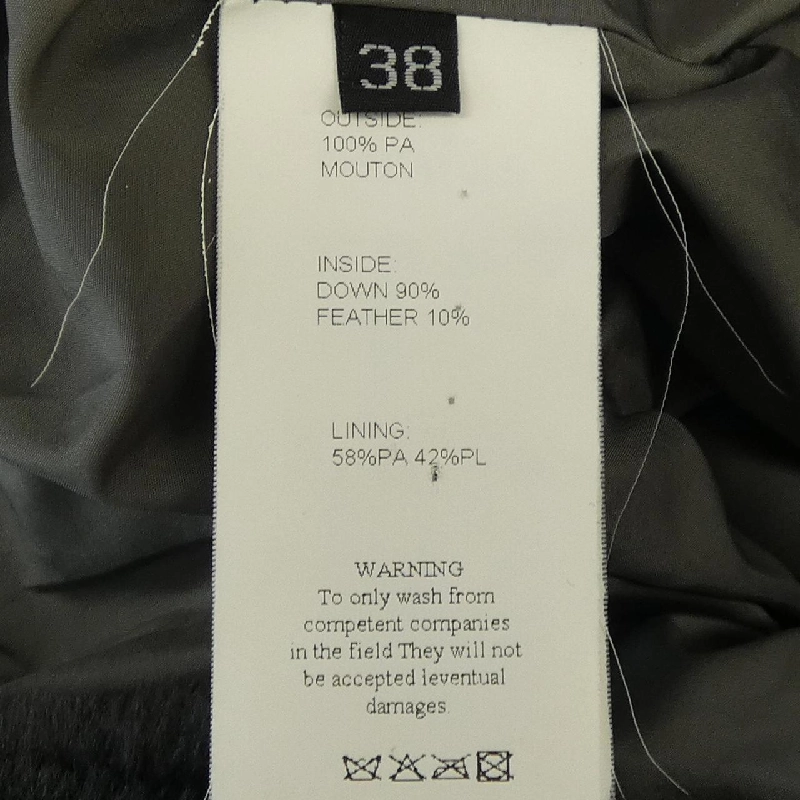 38
OUTSIDE:
100% PA
MOUTON
INSIDE:
DOWN 90%
FEATHER 10%
LINING:
58%PA 42%PL
WARNING
To only wash from
competent companies
in the field They will not
be accepted leventual
damages.